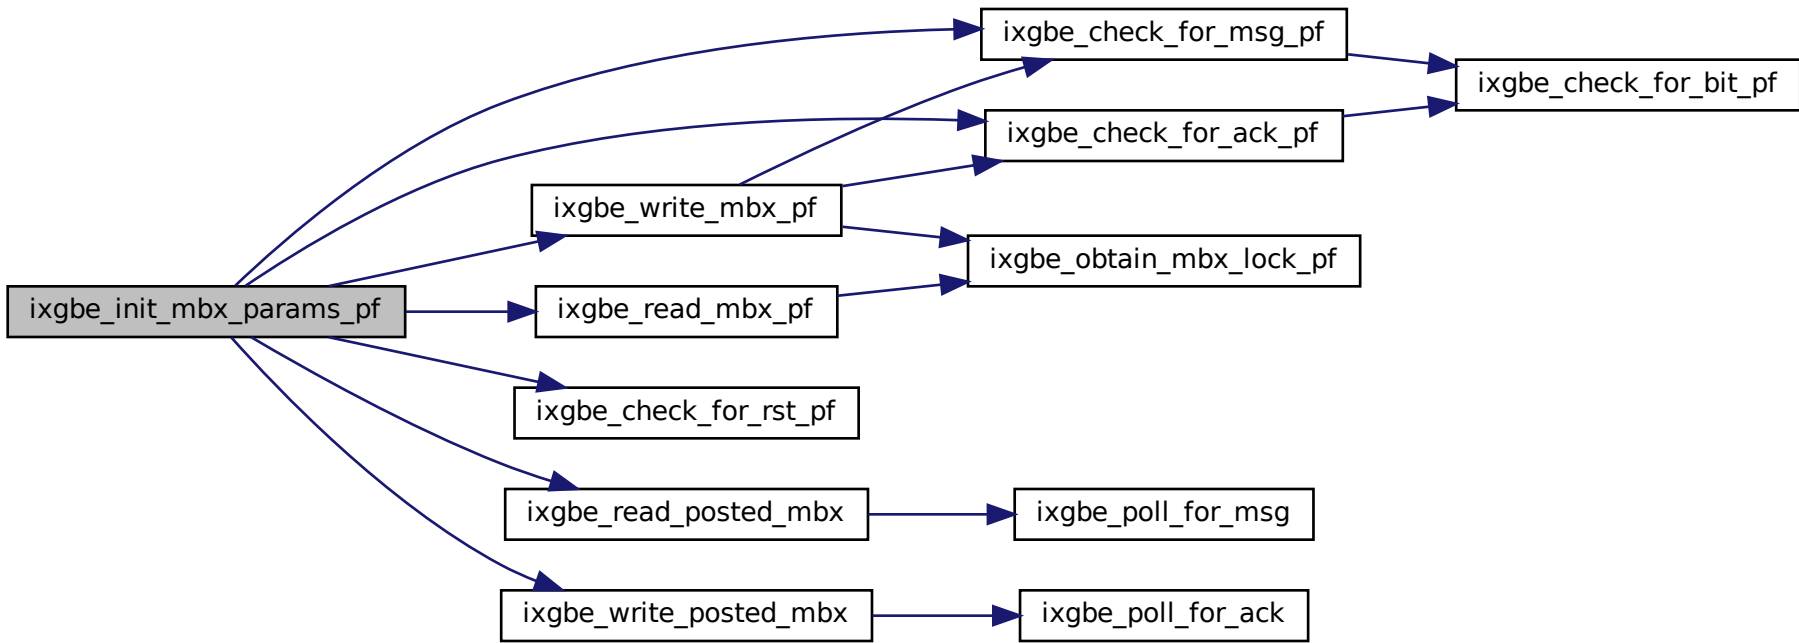 ixgbe_check_for_msg_pf
ixgbe_check_for_bit_pf
ixgbe_check_for_ack_pf
ixgbe_write_mbx_pf
ixgbe_obtain_mbx_lock_pf
ixgbe_init_mbx_params_pf
ixgbe_read_mbx_pf
ixgbe_check_for_rst_pf
ixgbe_read_posted_mbx
ixgbe_poll_for_msg
ixgbe_write_posted_mbx
ixgbe_poll_for_ack